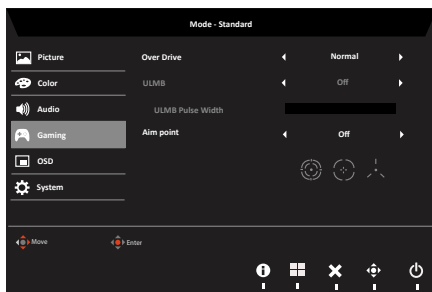 Mode - Standard
Picture
Over Drive Normal
Color
ULMB Off
Audio
ULMB Pulse Width
Gaming
Aim point Off
OSD
System
Move Enter